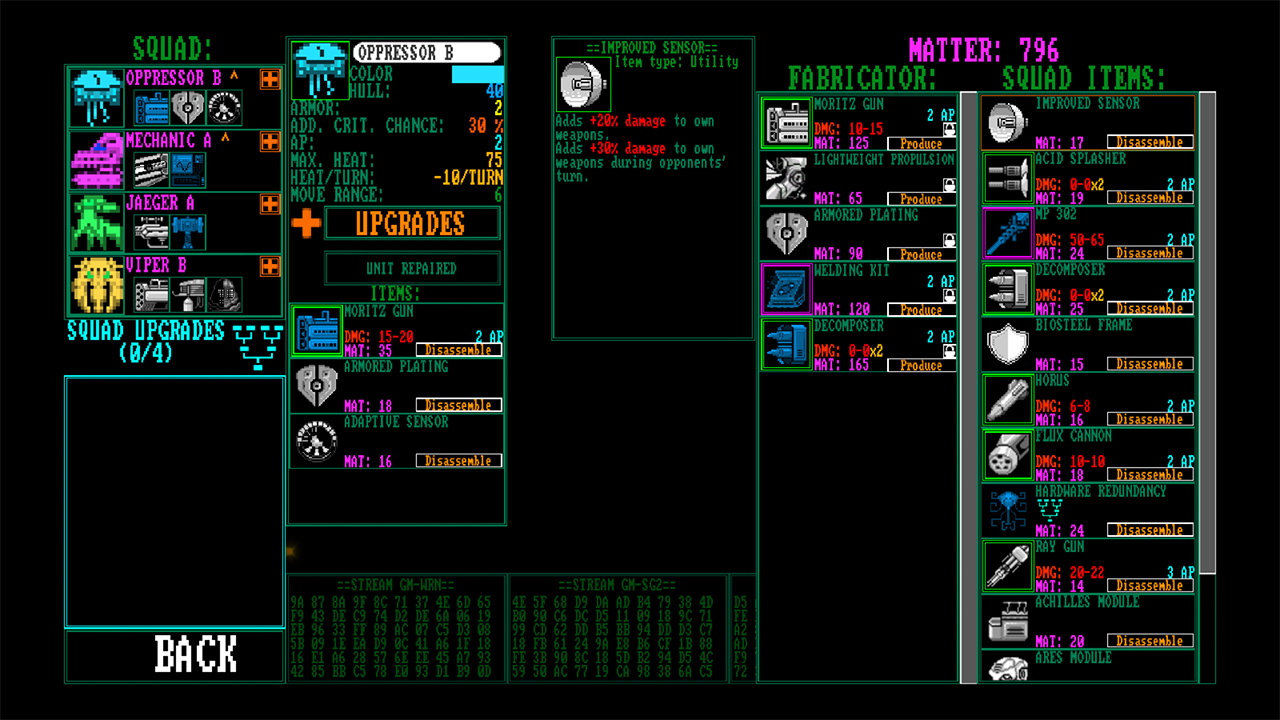 SQUAD:
OPPRESSOR B ^
MECHANIC A ^
JAEGER A
VIPER B
SQUAD UPGRADES
(0/4)
BACK
OPPRESSOR B
COLOR
HULL: 40
ARMOR: 2
ADD. CRIT. CHANCE: 30 %
AP: 2
MAX. HEAT: 75
HEAT/TURN: -10/TURN
MOVE RANGE: 6
UPGRADES
UNIT REPAIRED
ITEMS:
MORITZ GUN
DMG: 15-20 2 AP
MAT: 35 Disassemble
ARMORED PLATING
MAT: 18 Disassemble
ADAPTIVE SENSOR
MAT: 16 Disassemble
==IMPROVED SENSOR==
Item type: Utility
Adds +20% damage to own
weapons.
Adds +30% damage to own
weapons during opponents'
turn.
==STREAM GM-WRN==
==STREAM GM-SG2==
MATTER: 796
FABRICATOR:
MORITZ GUN
2 AP
DMG: 10-15
MAT: 125 Produce
LIGHTWEIGHT PROPULSION
MAT: 65 Produce
ARMORED PLATING
MAT: 90 Produce
WELDING KIT
2 AP
MAT: 120 Produce
DECOMPOSER
2 AP
DMG: 0-0x2
MAT: 165 Produce
SQUAD ITEMS:
IMPROVED SENSOR
MAT: 17 Disassemble
ACID SPLASHER
DMG: 0-0x2 2 AP
MAT: 19 Disassemble
MP 302
DMG: 50-65 2 AP
MAT: 24 Disassemble
DECOMPOSER
DMG: 0-0x2 2 AP
MAT: 25 Disassemble
BIOSTEEL FRAME
MAT: 15 Disassemble
HORUS
DMG: 6-8 2 AP
MAT: 16 Disassemble
FLUX CANNON
DMG: 10-10 2 AP
MAT: 18 Disassemble
HARDWARE REDUNDANCY
MAT: 24 Disassemble
RAY GUN
DMG: 20-22 3 AP
MAT: 14 Disassemble
ACHILLES MODULE
MAT: 20 Disassemble
ARES MODULE